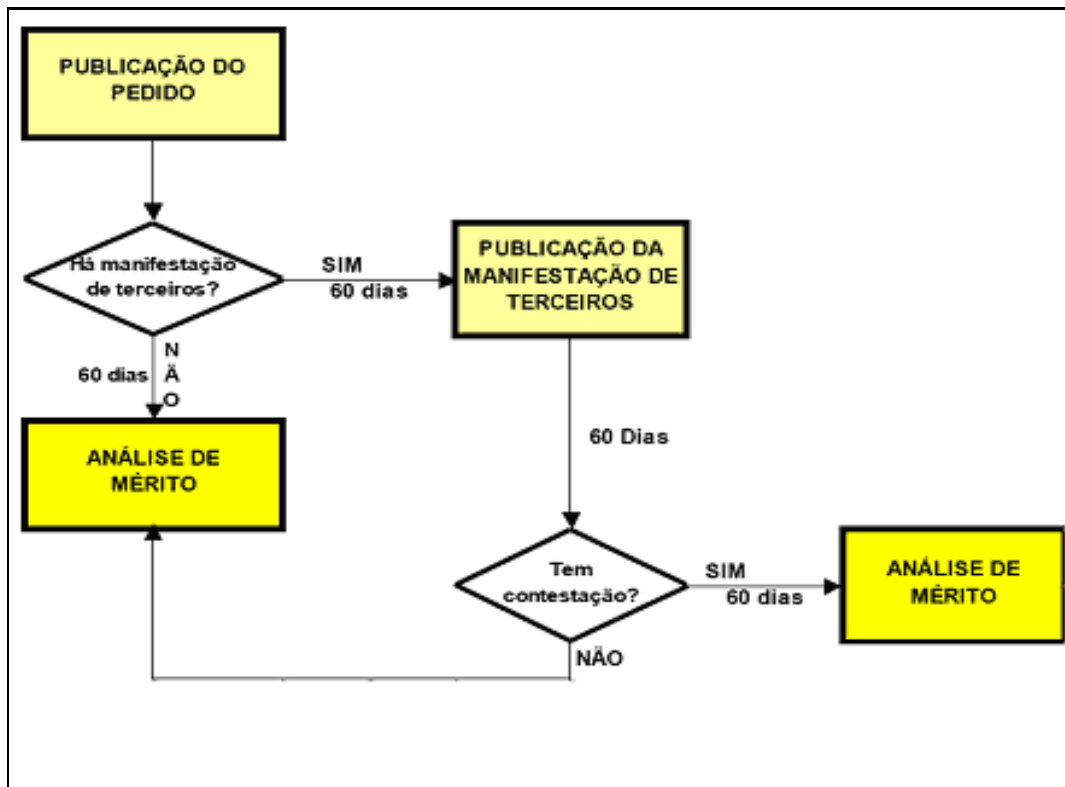 PUBLICAÇÃO DO
PEDIDO
Há manifestação
de terceiros?
SIM
60 dias
PUBLICAÇÃO DA
MANIFESTAÇÃO DE
TERCEIROS
60 dias
N
Ã
O
ANÁLISE DE
MÉRITO
60 Dias
Tem
contestação?
SIM
60 dias
ANÁLISE DE
MÉRITO
NÃO